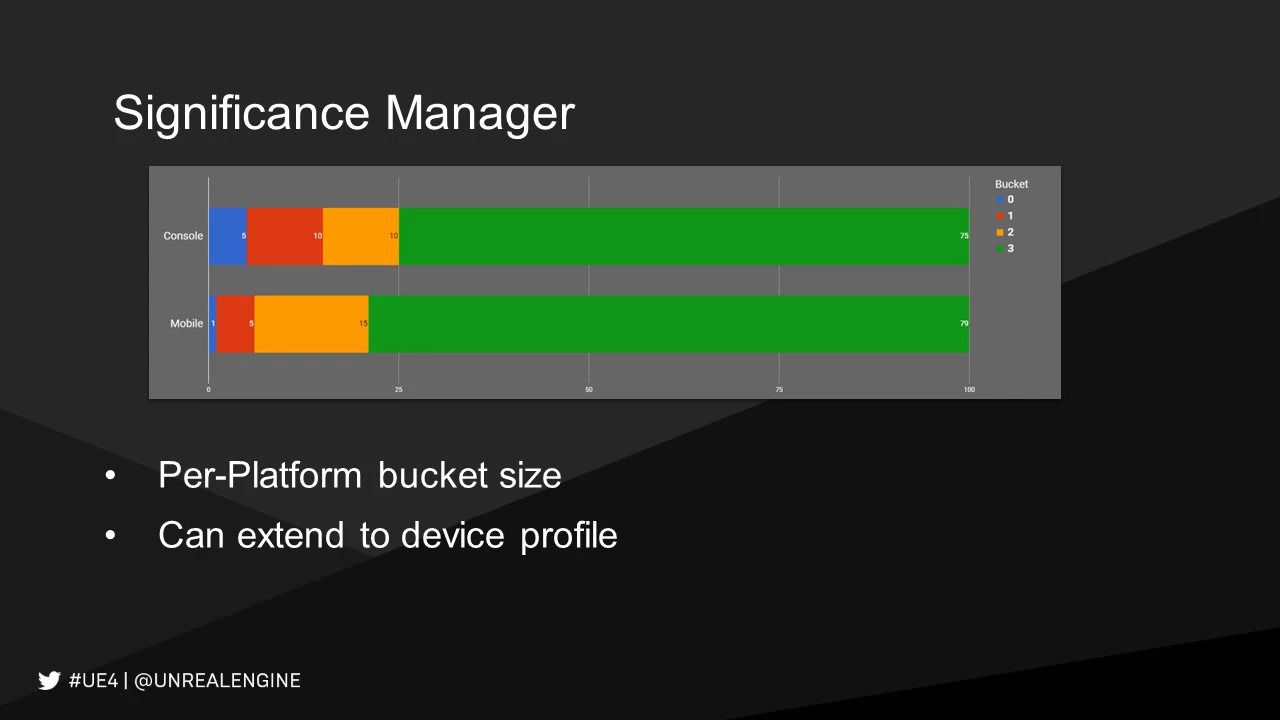 Significance Manager
Bucket
0
1
2
3
Console 5 10 10 75
Mobile 1 5 15 79
0 25 50 75 100
• Per-Platform bucket size
• Can extend to device profile
#UE4 | @UNREALENGINE